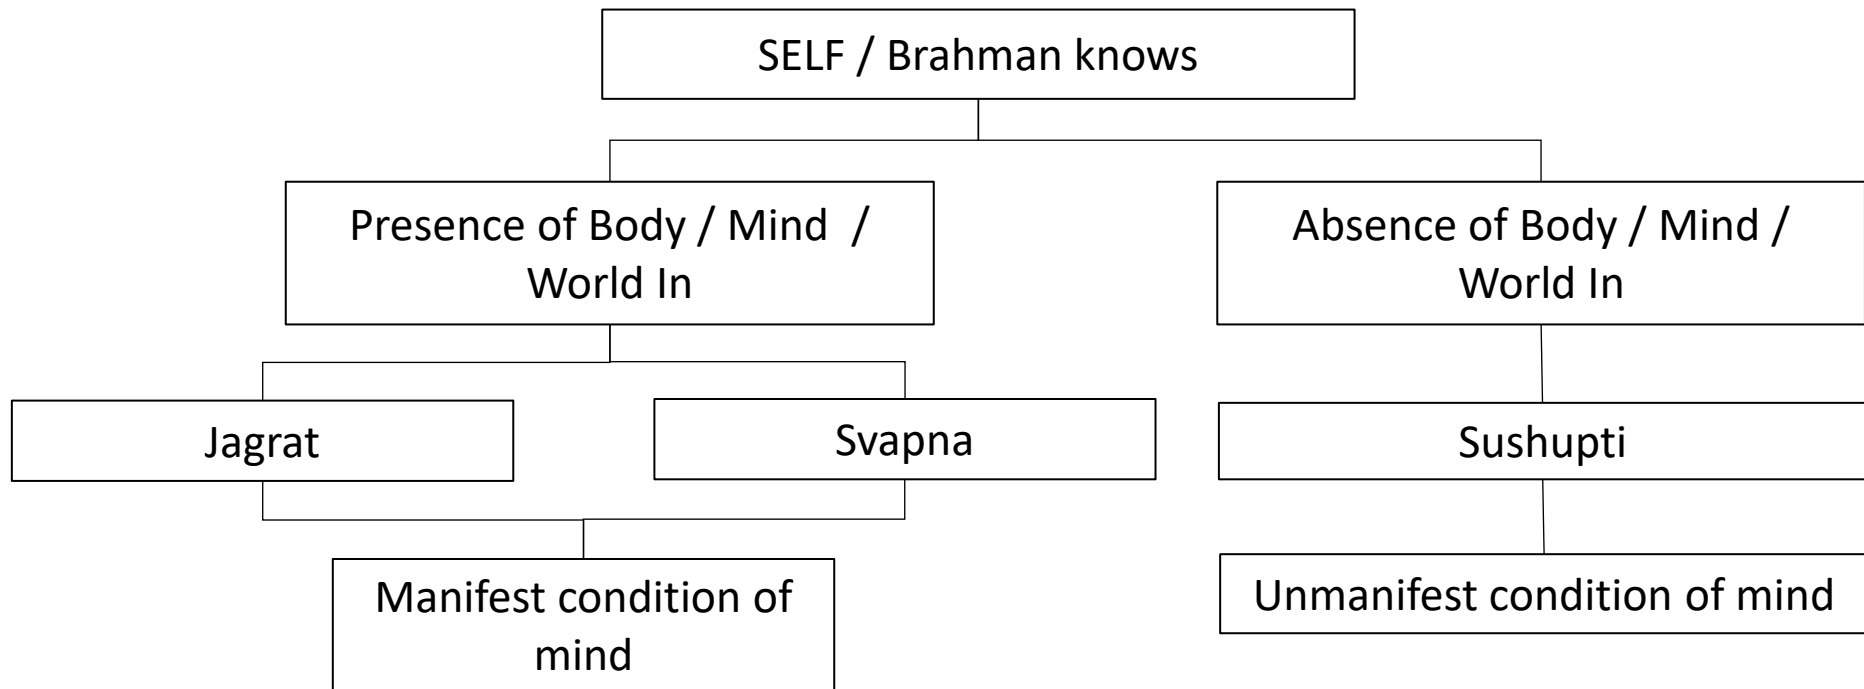 SELF / Brahman knows
Presence of Body / Mind /
World In
Absence of Body / Mind /
World In
Jagrat
Svapna
Sushupti
Manifest condition of
mind
Unmanifest condition of mind